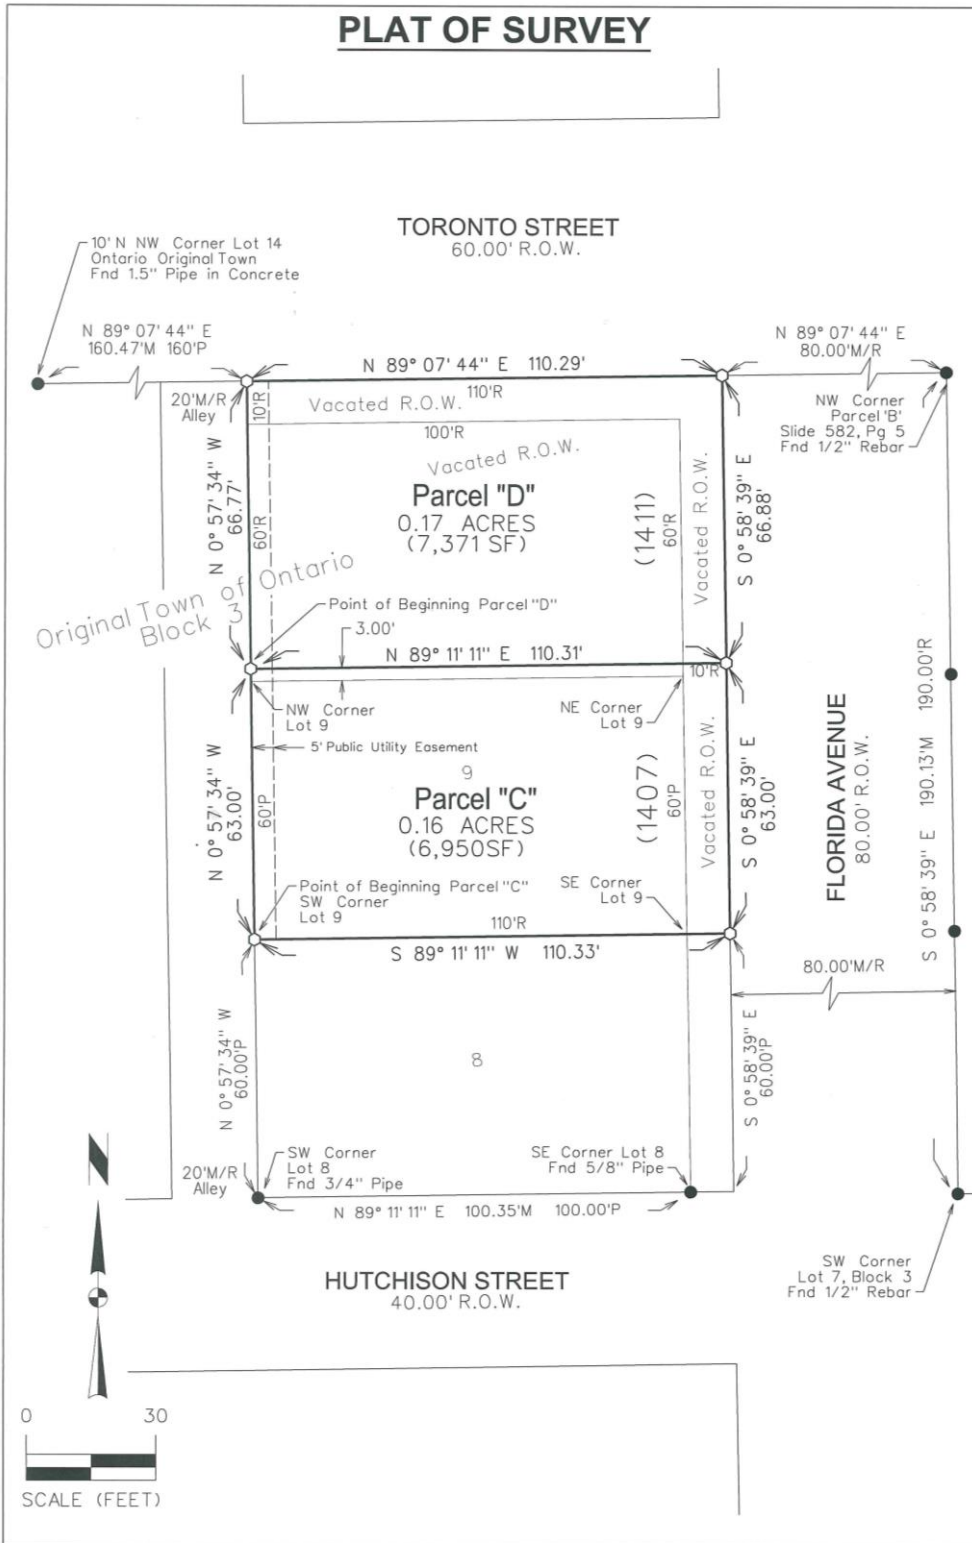 PLAT OF SURVEY
TORONTO STREET
60.00' R.O.W.
10' N NW Corner Lot 14
Ontario Original Town
Fnd 1.5" Pipe in Concrete
N 89° 07' 44" E
160.47'M 160'P
N 89° 07' 44" E 110.29'
N 89° 07' 44" E
80.00'M/R
110'R
20'M/R
Alley
10'R
Vacated R.O.W.
100'R
Vacated R.O.W.
NW Corner
Parcel 'B'
Slide 582, Pg 5
Fnd 1/2" Rebar
N 0° 57' 34" W
66.77'
60'R
Parcel "D"
0.17 ACRES
(7,371 SF)
(1411)
60'R
Vacated R.O.W.
S 0° 58' 39" E
66.88'
Original Town of Ontario
Block 3
Point of Beginning Parcel "D"
3.00'
N 89° 11' 11" E 110.31'
10'R
NW Corner
Lot 9
NE Corner
Lot 9
5' Public Utility Easement
9
N 0° 57' 34" W
63.00'
60'P
Parcel "C"
0.16 ACRES
(6,950SF)
(1407)
60'P
Vacated R.O.W.
S 0° 58' 39" E
63.00'
FLORIDA AVENUE
80.00' R.O.W.
S 0° 58' 39" E 190.13'M 190.00'R
Point of Beginning Parcel "C"
SW Corner
Lot 9
SE Corner
Lot 9
110'R
S 89° 11' 11" W 110.33'
80.00'M/R
N 0° 57' 34" W
60.00'P
8
S 0° 58' 39" E
60.00'P
N
20'M/R
Alley
SW Corner
Lot 8
Fnd 3/4" Pipe
SE Corner Lot 8
Fnd 5/8" Pipe
N 89° 11' 11" E 100.35'M 100.00'P
HUTCHISON STREET
40.00' R.O.W.
SW Corner
Lot 7, Block 3
Fnd 1/2" Rebar
0 30
SCALE (FEET)